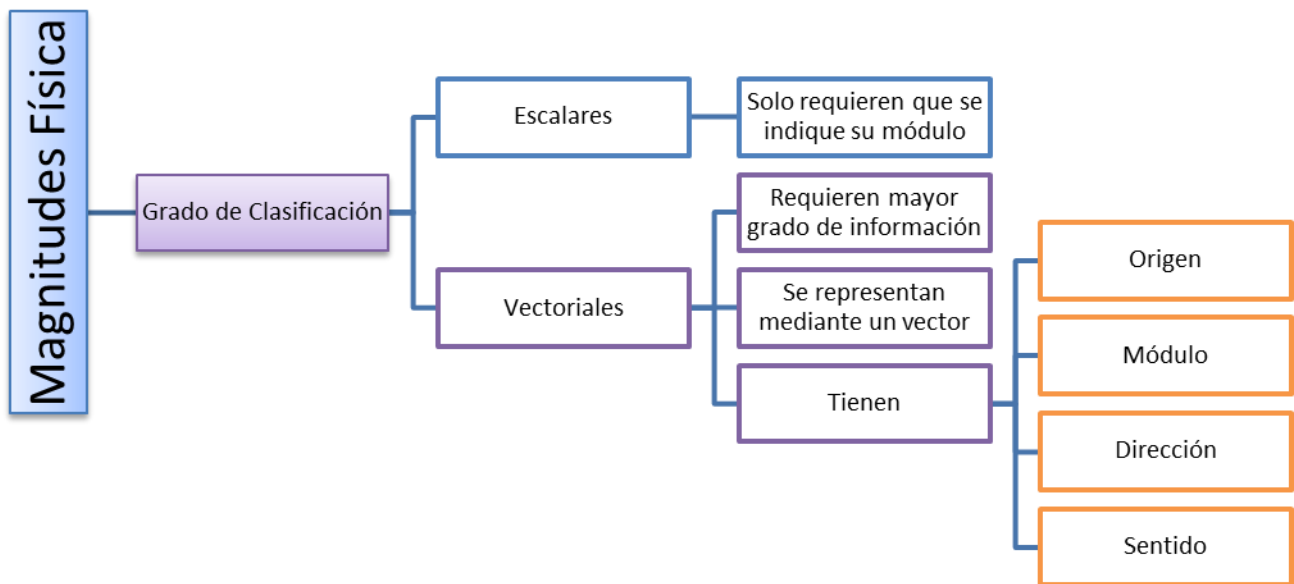 Magnitudes Física
Grado de Clasificación
Escalares
Solo requieren que se
indique su módulo
Vectoriales
Requieren mayor
grado de información
Se representan
mediante un vector
Tienen
Origen
Módulo
Dirección
Sentido